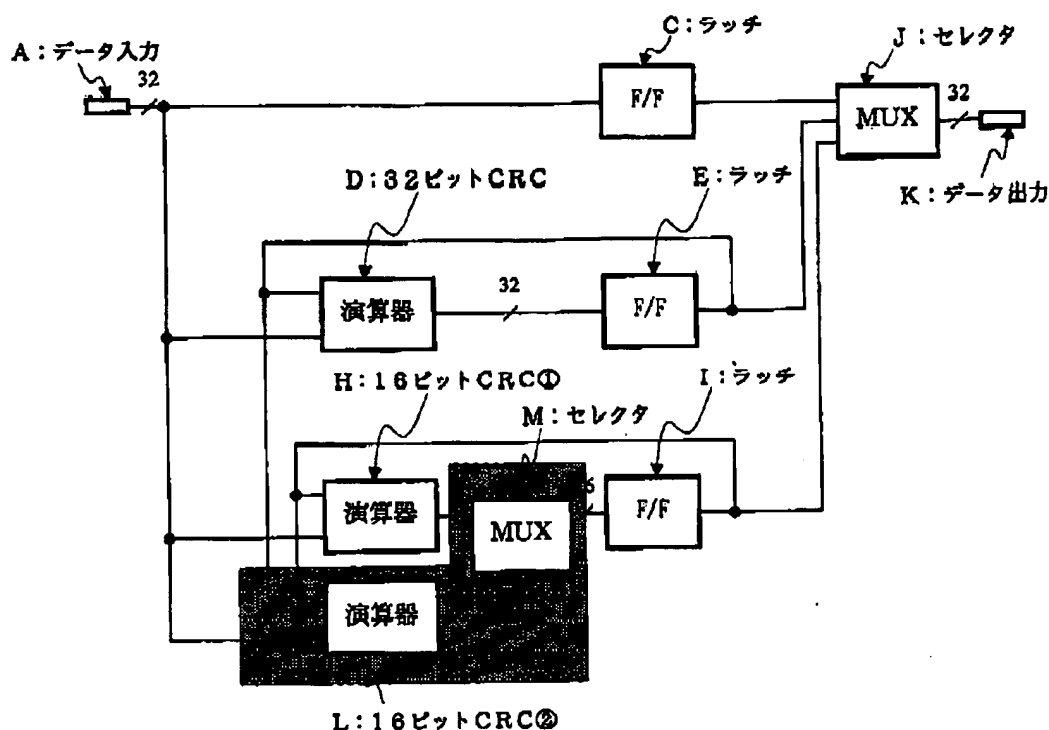 C：ラッチ
J：セレクタ
A：データ入力
32
F/F
MUX
32
K：データ出力
D：32ビットCRC
E：ラッチ
演算器
32
F/F
H：16ビットCRC①
I：ラッチ
M：セレクタ
演算器
MUX
6
F/F
演算器
L：16ビットCRC②